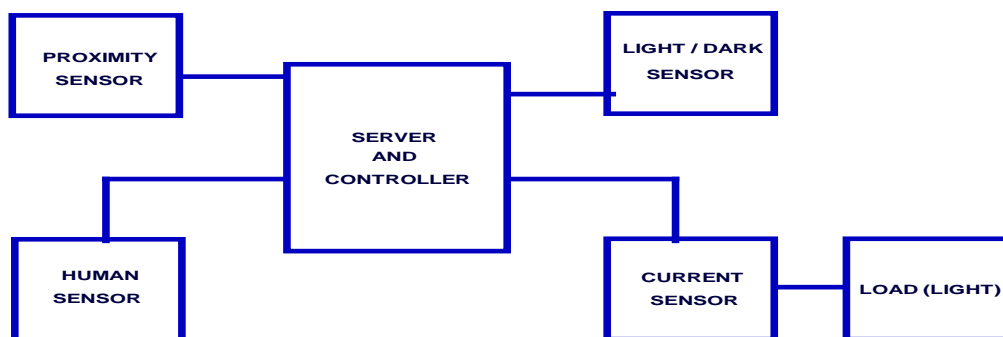 PROXIMITY
SENSOR
LIGHT / DARK
SENSOR
SERVER
AND
CONTROLLER
HUMAN
SENSOR
CURRENT
SENSOR
LOAD (LIGHT)